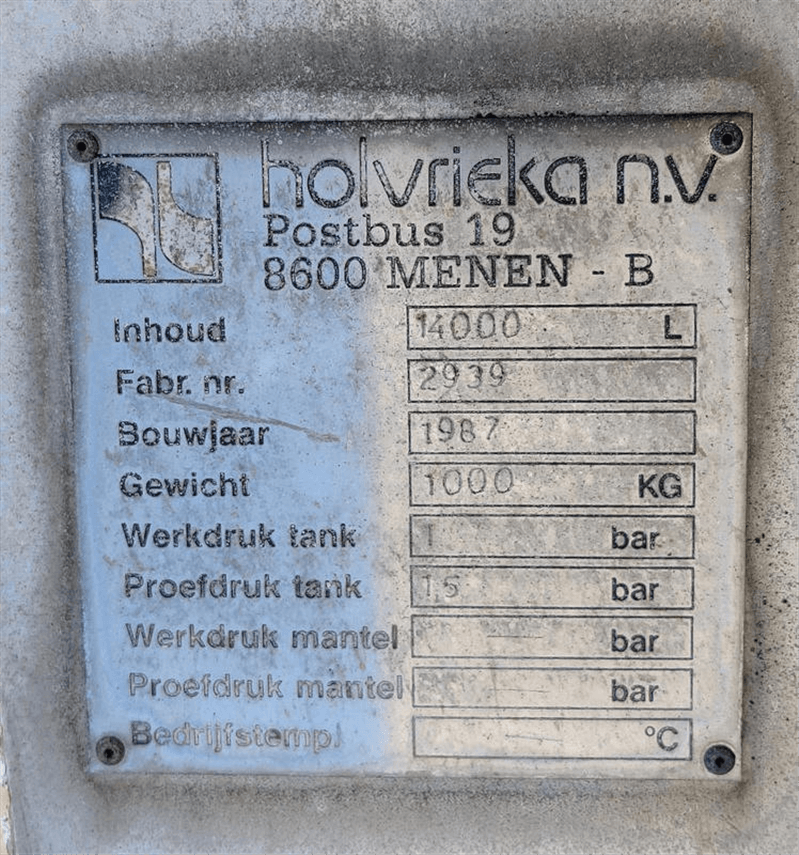 holvrieka n.v.
Postbus 19
8600 MENEN - B
Inhoud 14000 L
Fabr. nr. 2939
Bouwjaar 1987
Gewicht 1000 KG
Werkdruk tank 1 bar
Proefdruk tank 1,5 bar
Werkdruk mantel — bar
Proefdruk mantel — bar
Bedrijfstemp. °C